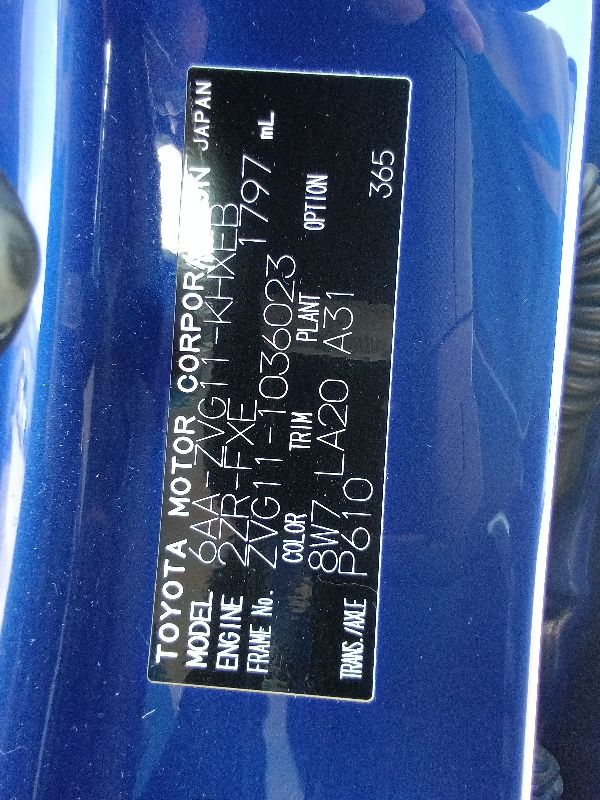 TOYOTA MOTOR CORPORATION JAPAN
MODEL 6AA-ZVG11-KHXEB
ENGINE 2ZR-FXE 1797 mL
FRAME No. ZVG11-1036023
COLOR TRIM PLANT OPTION
8W7 LA20 A31
TRANS./AXLE P610 365